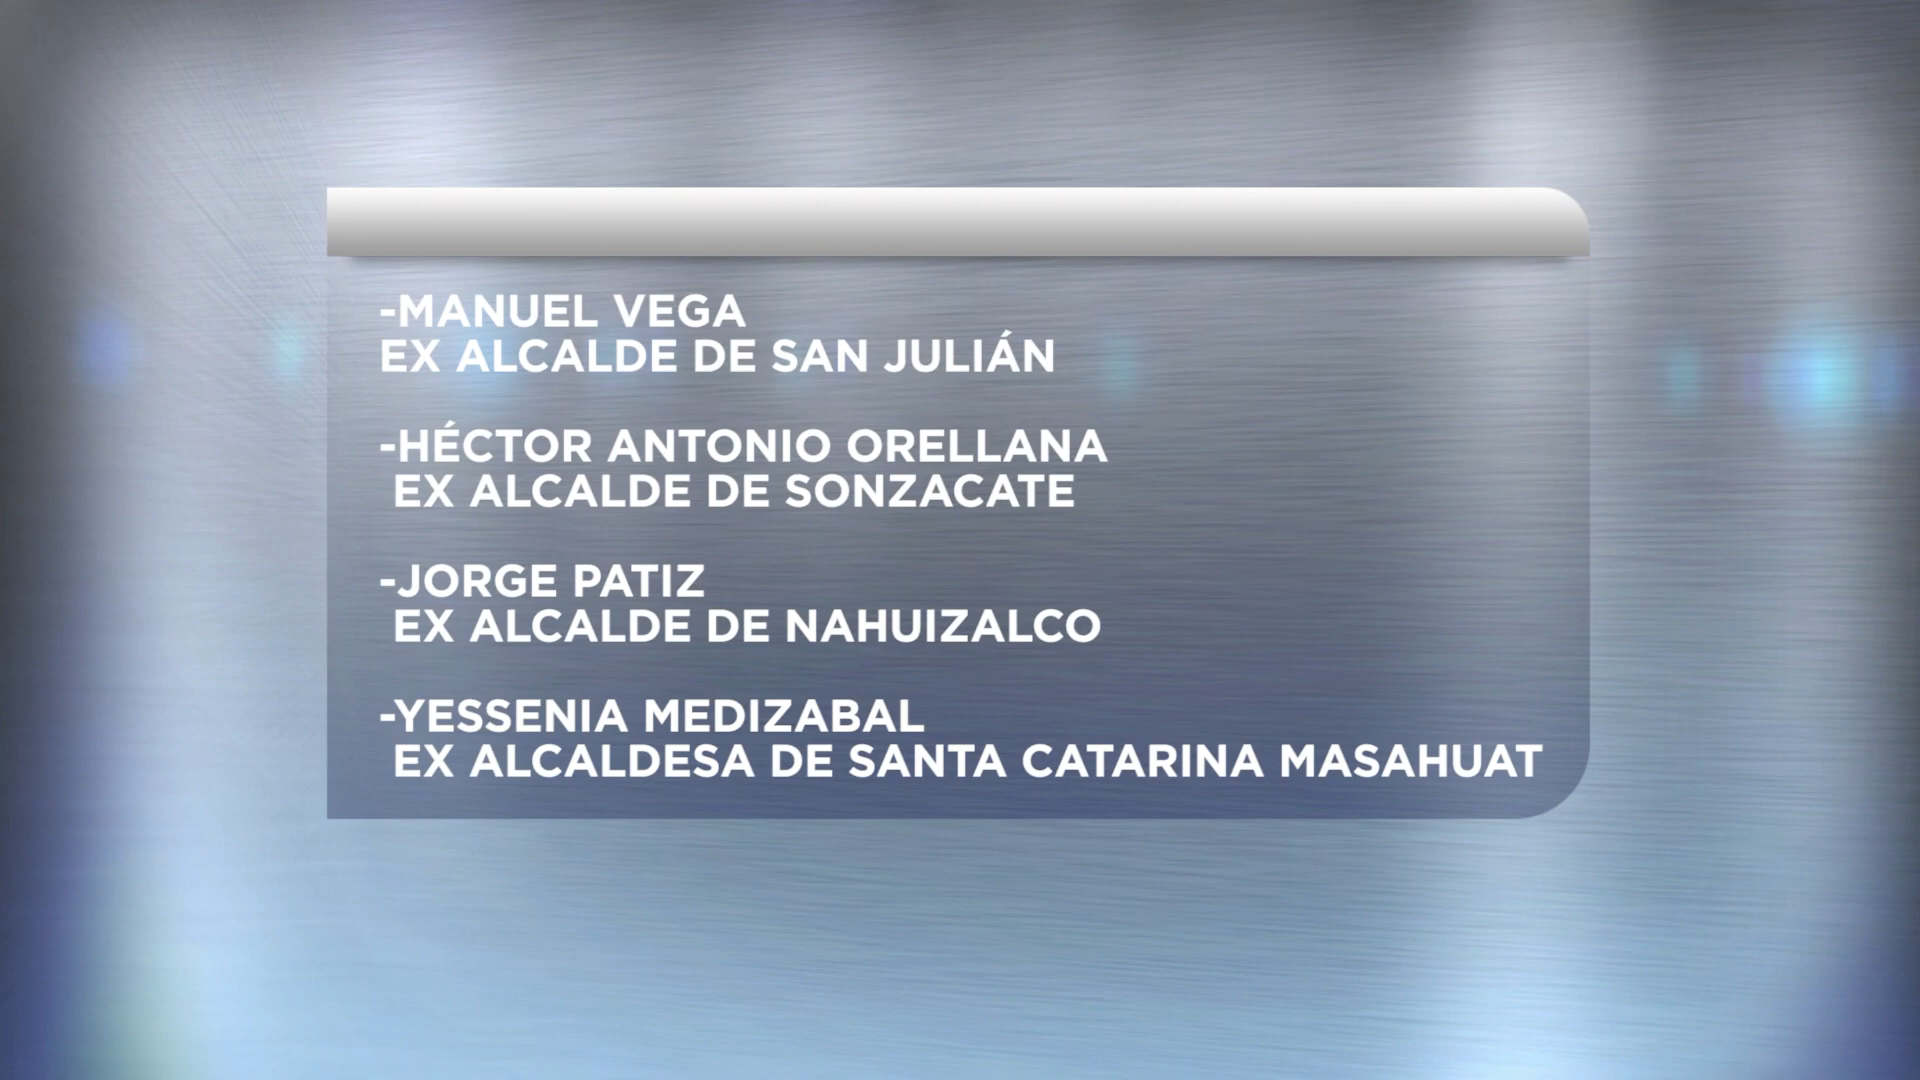 -MANUEL VEGA
EX ALCALDE DE SAN JULIÁN
-HÉCTOR ANTONIO ORELLANA
EX ALCALDE DE SONZACATE
-JORGE PATIZ
EX ALCALDE DE NAHUIZALCO
-YESSENIA MEDIZABAL
EX ALCALDESA DE SANTA CATARINA MASAHUAT